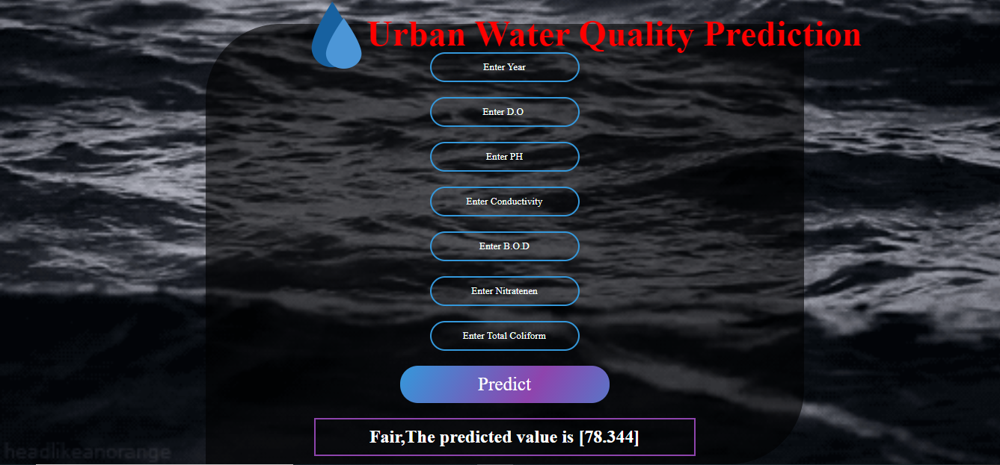 Urban Water Quality Prediction
Enter Year
Enter D.O
Enter PH
Enter Conductivity
Enter B.O.D
Enter Nitratenen
Enter Total Coliform
Predict
Fair,The predicted value is [78.344]
headlikeanorange